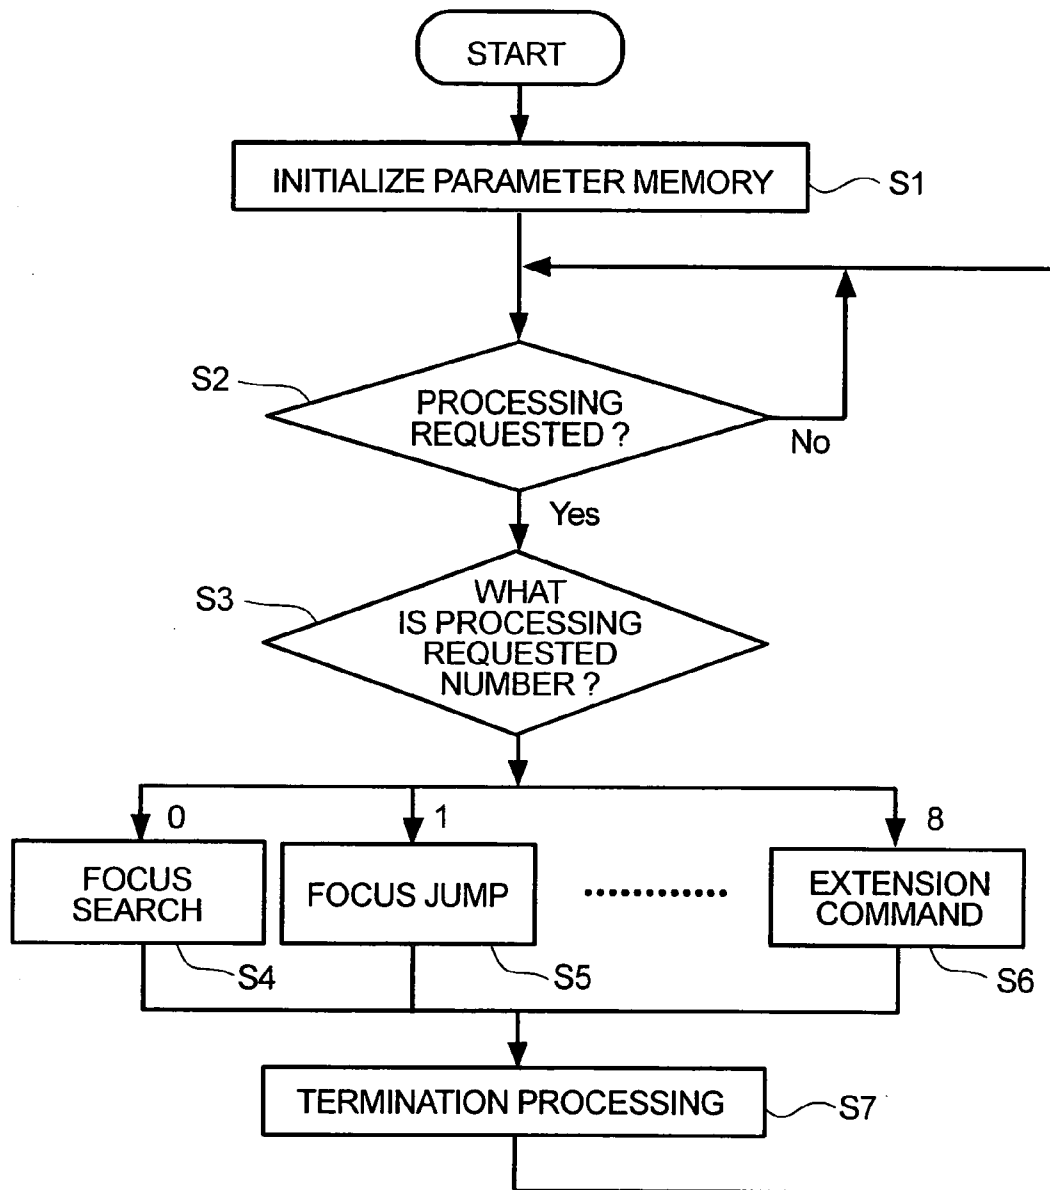 START
INITIALIZE PARAMETER MEMORY
S1
S2
PROCESSING
REQUESTED ?
No
Yes
S3
WHAT
IS PROCESSING
REQUESTED
NUMBER ?
0
1
8
FOCUS
SEARCH
FOCUS JUMP
EXTENSION
COMMAND
S4
S5
S6
TERMINATION PROCESSING
S7